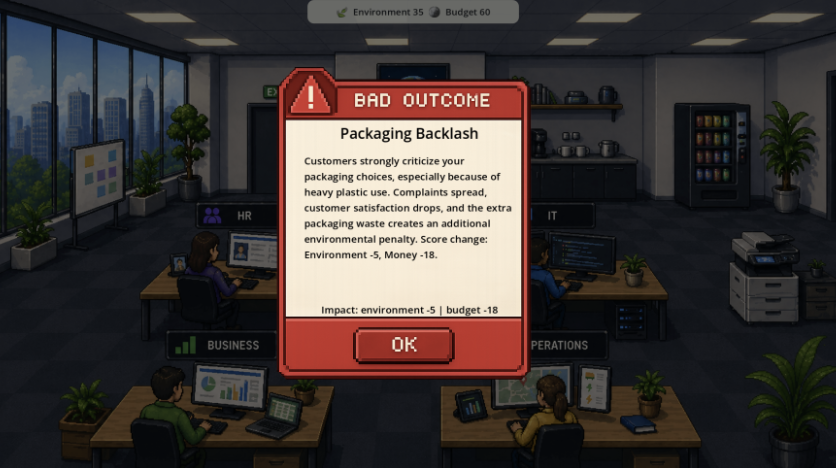 Environment 35 Budget 60
EX
BAD OUTCOME
Packaging Backlash
Customers strongly criticize your
packaging choices, especially because of
heavy plastic use. Complaints spread,
customer satisfaction drops, and the extra
packaging waste creates an additional
environmental penalty. Score change:
Environment -5, Money -18.
Impact: environment -5 | budget -18
OK
HR
IT
BUSINESS
PERATIONS